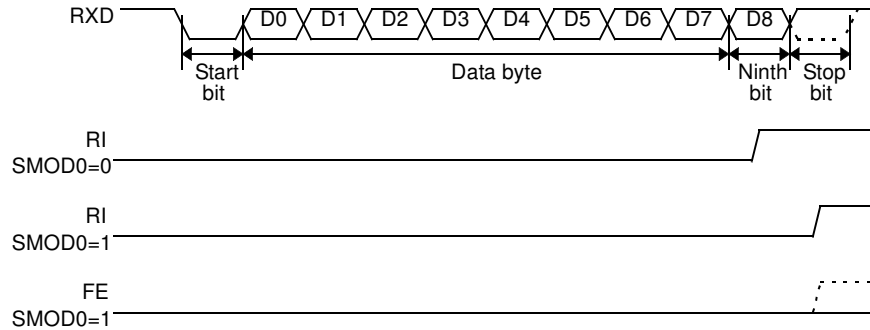 RXD D0 D1 D2 D3 D4 D5 D6 D7 D8
Start bit
Data byte
Ninth bit
Stop bit
RI
SMOD0=0
RI
SMOD0=1
FE
SMOD0=1